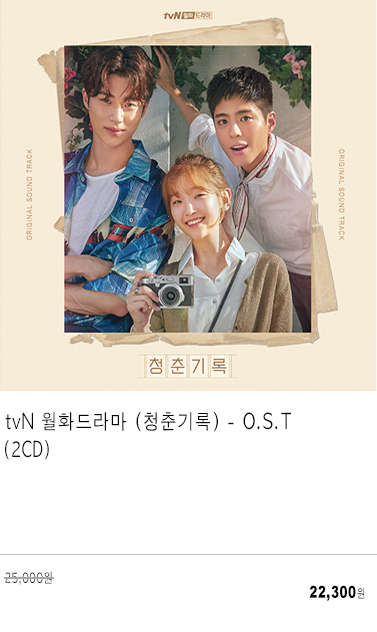 tvN 월화드라마
ORIGINAL SOUND TRACK
ORIGINAL SOUND TRACK
청춘기록
tvN 월화드라마 (청춘기록) - O.S.T
(2CD)
25,000원
22,300원